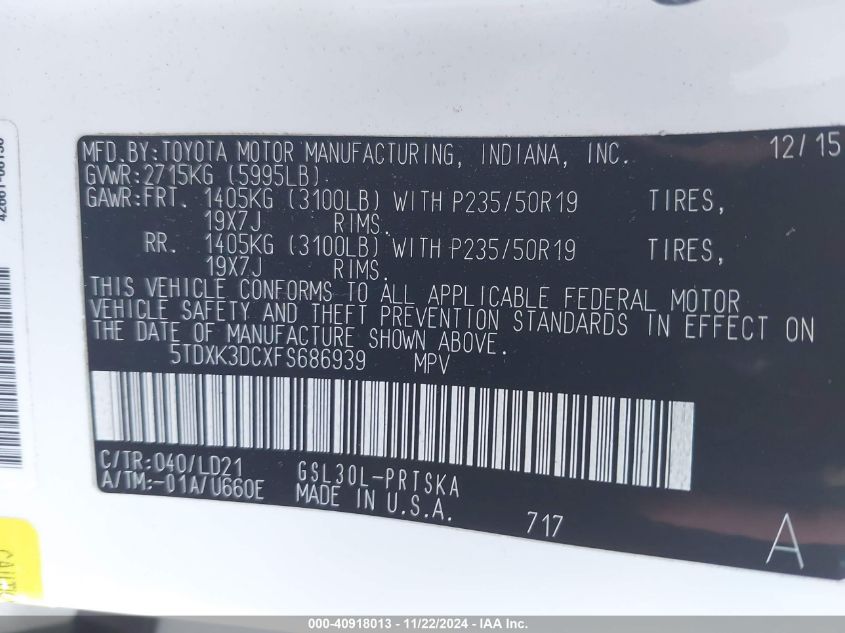 MFD.BY:TOYOTA MOTOR MANUFACTURING, INDIANA, INC. 12/15
GVWR:2715KG (5995LB)
GAWR:FRT. 1405KG (3100LB) WITH P235/50R19 TIRES,
19X7J RIMS.
RR. 1405KG (3100LB) WITH P235/50R19 TIRES,
19X7J RIMS.
THIS VEHICLE CONFORMS TO ALL APPLICABLE FEDERAL MOTOR
VEHICLE SAFETY AND THEFT PREVENTION STANDARDS IN EFFECT ON
THE DATE OF MANUFACTURE SHOWN ABOVE.
5TDXK3DCXFS686939 MPV
C/TR:040/LD21 GSL30L-PRTSKA
A/TM:-01A/U660E MADE IN U.S.A.
717 A
000-40918013 - 11/22/2024 - IAA Inc.